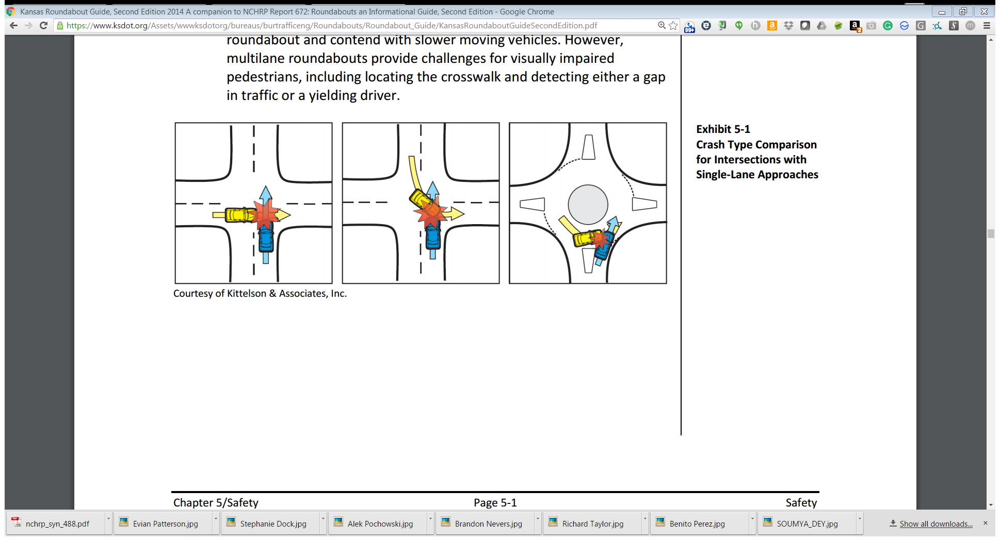 Kansas Roundabout Guide, Second Edition 2014 A companion to NCHRP Report 672: Roundabouts an Informational Guide, Second Edition - Google Chrome
https://www.ksdot.org/Assets/wwwksdotorg/bureaus/burtrafficeng/Roundabouts/Roundabout_Guide/KansasRoundaboutGuideSecondEdition.pdf
99+
h
a
a
2
G
G
m
roundabout and contend with slower moving vehicles. However,
multilane roundabouts provide challenges for visually impaired
pedestrians, including locating the crosswalk and detecting either a gap
in traffic or a yielding driver.
Exhibit 5-1
Crash Type Comparison
for Intersections with
Single-Lane Approaches
Courtesy of Kittelson & Associates, Inc.
Chapter 5/Safety
Page 5-1
Safety
nchrp_syn_488.pdf
Evian Patterson.jpg
Stephanie Dock.jpg
Alek Pochowski.jpg
Brandon Nevers.jpg
Richard Taylor.jpg
Benito Perez.jpg
SOUMYA_DEY.jpg
Show all downloads...